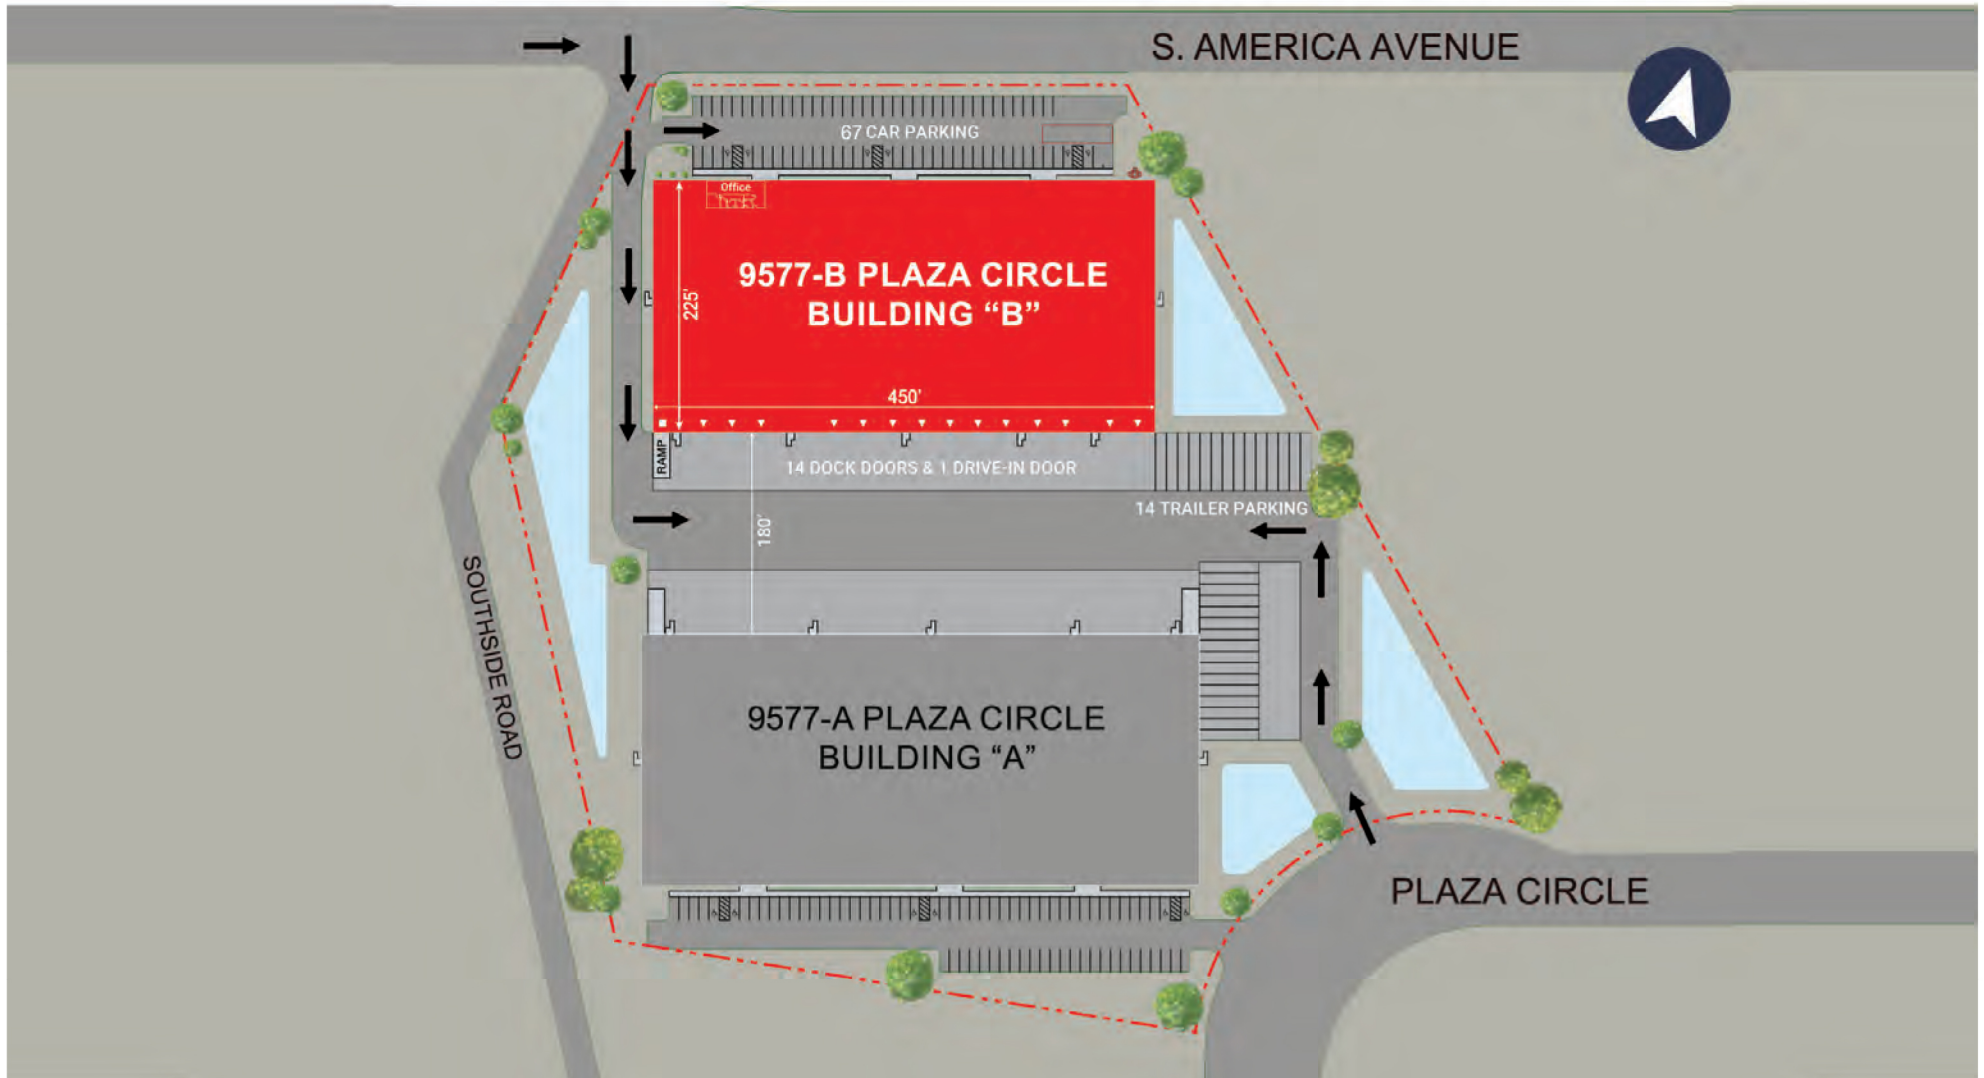 S. AMERICA AVENUE
67 CAR PARKING
Office
9577-B PLAZA CIRCLE
BUILDING “B”
225'
450'
RAMP
14 DOCK DOORS & 1 DRIVE-IN DOOR
14 TRAILER PARKING
180'
SOUTHSIDE ROAD
9577-A PLAZA CIRCLE
BUILDING “A”
PLAZA CIRCLE